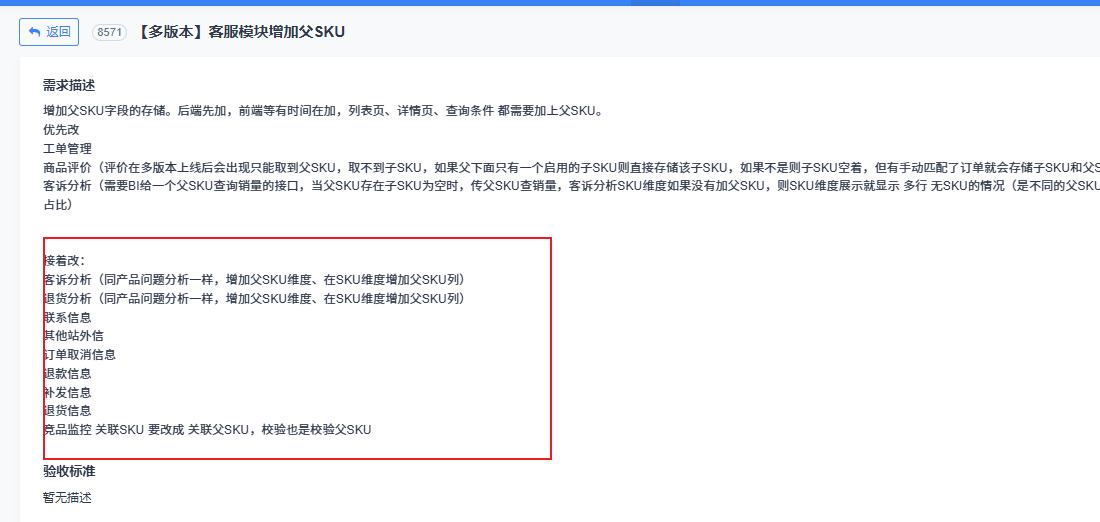 返回 8571 【多版本】客服模块增加父SKU
需求描述
增加父SKU字段的存储。后端先加，前端等有时间在加，列表页、详情页、查询条件 都需要加上父SKU。
优先改
工单管理
商品评价（评价在多版本上线后会出现只能取到父SKU，取不到子SKU，如果父下面只有一个启用的子SKU则直接存储该子SKU，如果不是则子SKU空着，但有手动匹配了订单就会存储子SKU和父S
客诉分析（需要BI给一个父SKU查询销量的接口，当父SKU存在子SKU为空时，传父SKU查销量，客诉分析SKU维度如果没有加父SKU，则SKU维度展示就显示 多行 无SKU的情况（是不同的父SKU
占比）
接着改：
客诉分析（同产品问题分析一样，增加父SKU维度、在SKU维度增加父SKU列）
退货分析（同产品问题分析一样，增加父SKU维度、在SKU维度增加父SKU列）
联系信息
其他站外信
订单取消信息
退款信息
补发信息
退货信息
竞品监控 关联SKU 要改成 关联父SKU，校验也是校验父SKU
验收标准
暂无描述